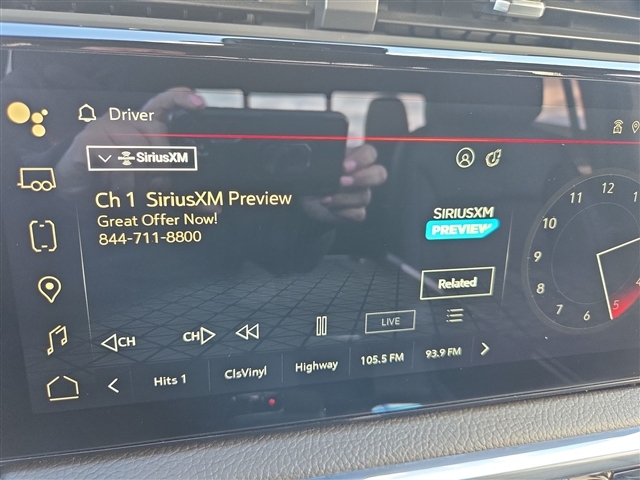 Driver
SiriusXM
Ch 1 SiriusXM Preview
Great Offer Now!
844-711-8800
SIRIUSXM
PREVIEW
Related
CH
CH
LIVE
Hits 1
ClsVinyl
Highway
105.5 FM
93.9 FM
12
11
10
9
8
7
6
5
4